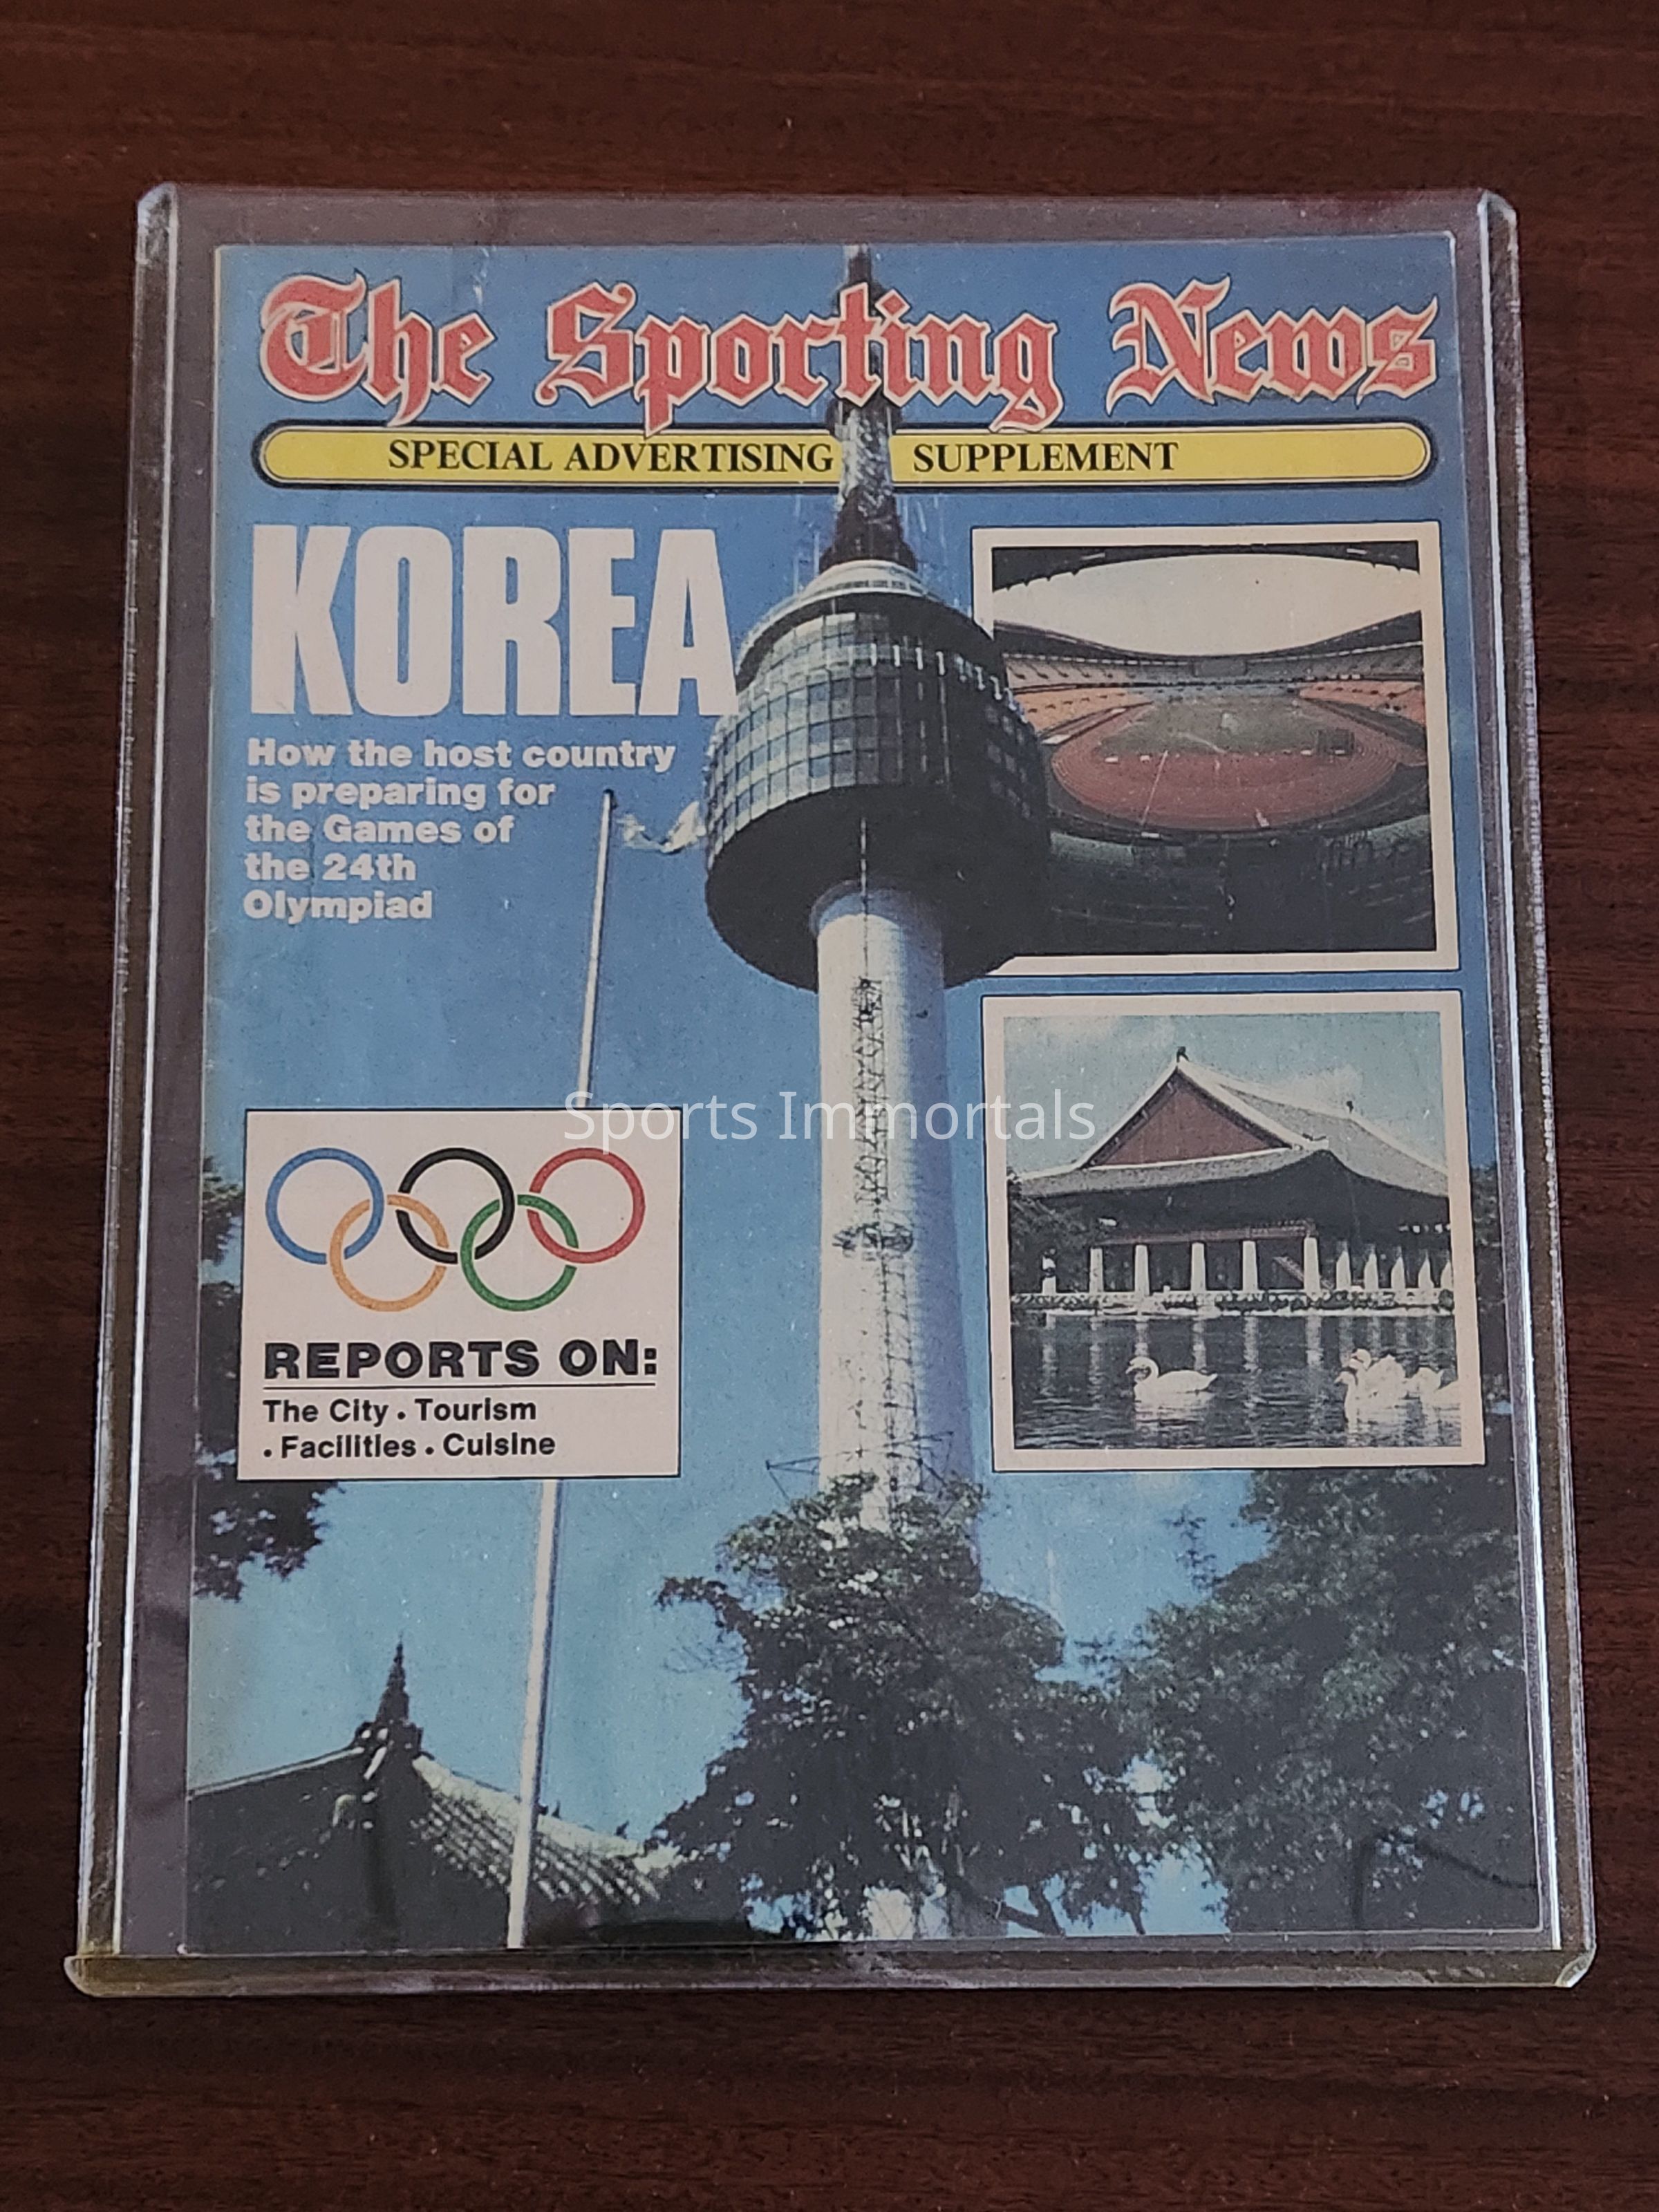 The Sporting News
SPECIAL ADVERTISING SUPPLEMENT
KOREA
How the host country
is preparing for
the Games of
the 24th
Olympiad
Sports Immortals
REPORTS ON:
The City • Tourism
• Facilities • Cuisine